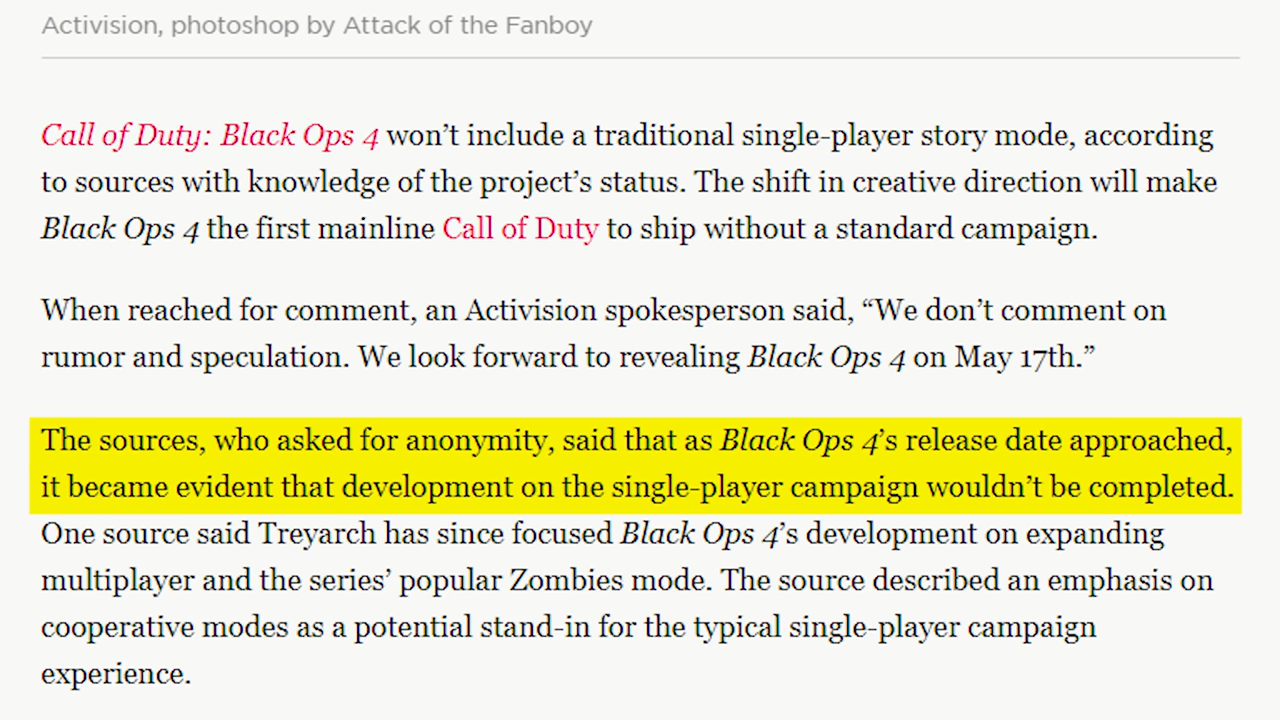 Activision, photoshop by Attack of the Fanboy
Call of Duty: Black Ops 4 won’t include a traditional single-player story mode, according
to sources with knowledge of the project’s status. The shift in creative direction will make
Black Ops 4 the first mainline Call of Duty to ship without a standard campaign.
When reached for comment, an Activision spokesperson said, “We don’t comment on
rumor and speculation. We look forward to revealing Black Ops 4 on May 17th.”
The sources, who asked for anonymity, said that as Black Ops 4’s release date approached,
it became evident that development on the single-player campaign wouldn’t be completed.
One source said Treyarch has since focused Black Ops 4’s development on expanding
multiplayer and the series’ popular Zombies mode. The source described an emphasis on
cooperative modes as a potential stand-in for the typical single-player campaign
experience.